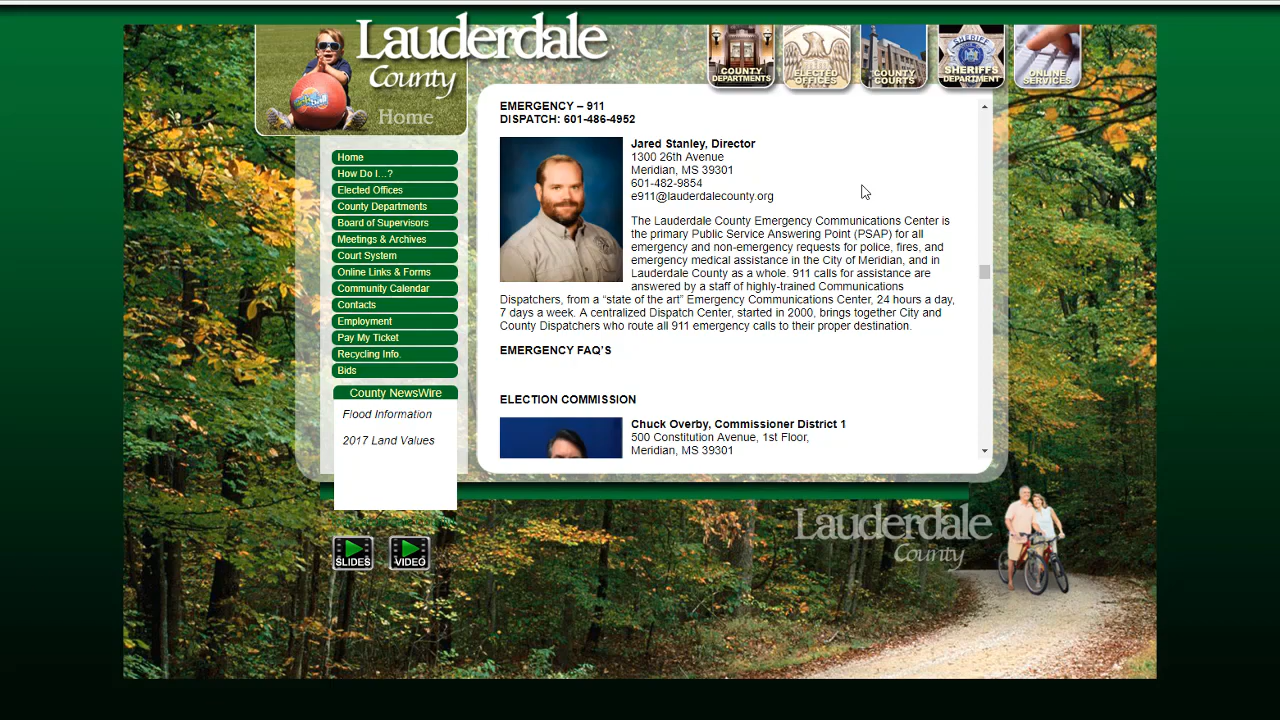 Lauderdale
County
Home
COUNTY
DEPARTMENTS
ELECTED
OFFICES
COUNTY
COURTS
SHERIFF
SHERIFFS
DEPARTMENT
ONLINE
SERVICES
Home
How Do I...?
Elected Offices
County Departments
Board of Supervisors
Meetings & Archives
Court System
Online Links & Forms
Community Calendar
Contacts
Employment
Pay My Ticket
Recycling Info.
Bids
County NewsWire
Flood Information
2017 Land Values
SLIDES
VIDEO
EMERGENCY – 911
DISPATCH: 601-486-4952
Jared Stanley, Director
1300 26th Avenue
Meridian, MS 39301
601-482-9854
e911@lauderdalecounty.org
The Lauderdale County Emergency Communications Center is
the primary Public Service Answering Point (PSAP) for all
emergency and non-emergency requests for police, fires, and
emergency medical assistance in the City of Meridian, and in
Lauderdale County as a whole. 911 calls for assistance are
answered by a staff of highly-trained Communications
Dispatchers, from a “state of the art” Emergency Communications Center, 24 hours a day,
7 days a week. A centralized Dispatch Center, started in 2000, brings together City and
County Dispatchers who route all 911 emergency calls to their proper destination.
EMERGENCY FAQ’S
ELECTION COMMISSION
Chuck Overby, Commissioner District 1
500 Constitution Avenue, 1st Floor,
Meridian, MS 39301
Lauderdale
County